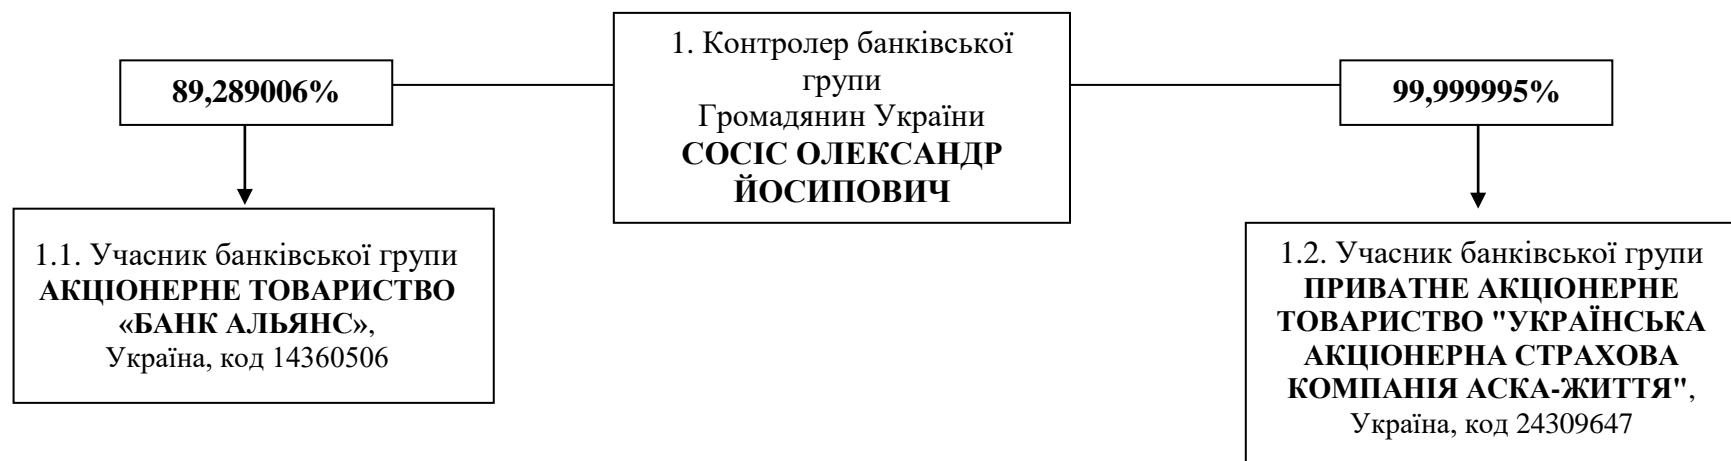 1. Контролер банківської
групи
Громадянин України
СОСІС ОЛЕКСАНДР
ЙОСИПОВИЧ
89,289006%
99,999995%
1.1. Учасник банківської групи
АКЦІОНЕРНЕ ТОВАРИСТВО
«БАНК АЛЬЯНС»,
Україна, код 14360506
1.2. Учасник банківської групи
ПРИВАТНЕ АКЦІОНЕРНЕ
ТОВАРИСТВО "УКРАЇНСЬКА
АКЦІОНЕРНА СТРАХОВА
КОМПАНІЯ АСКА-ЖИТТЯ",
Україна, код 24309647